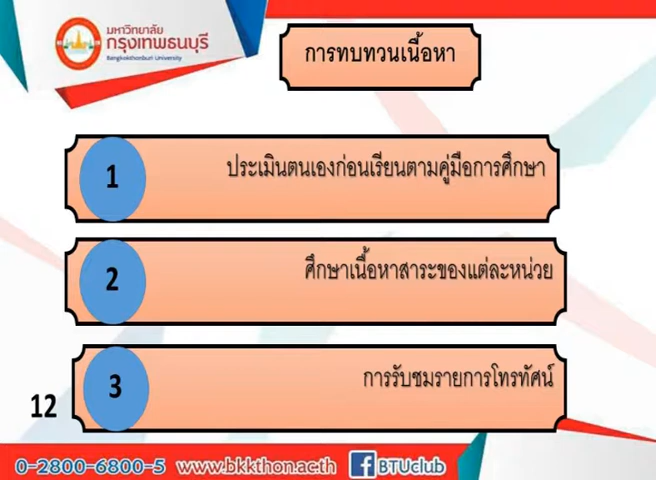 มหาวิทยาลัย
กรุงเทพธนบุรี
Bangkokthonburi University
การทบทวนเนื้อหา
1 ประเมินตนเองก่อนเรียนตามคู่มือการศึกษา
2 ศึกษาเนื้อหาสาระของแต่ละหน่วย
3 การรับชมรายการโทรทัศน์
12
0-2800-6800-5 www.bkkthon.ac.th f BTUclub